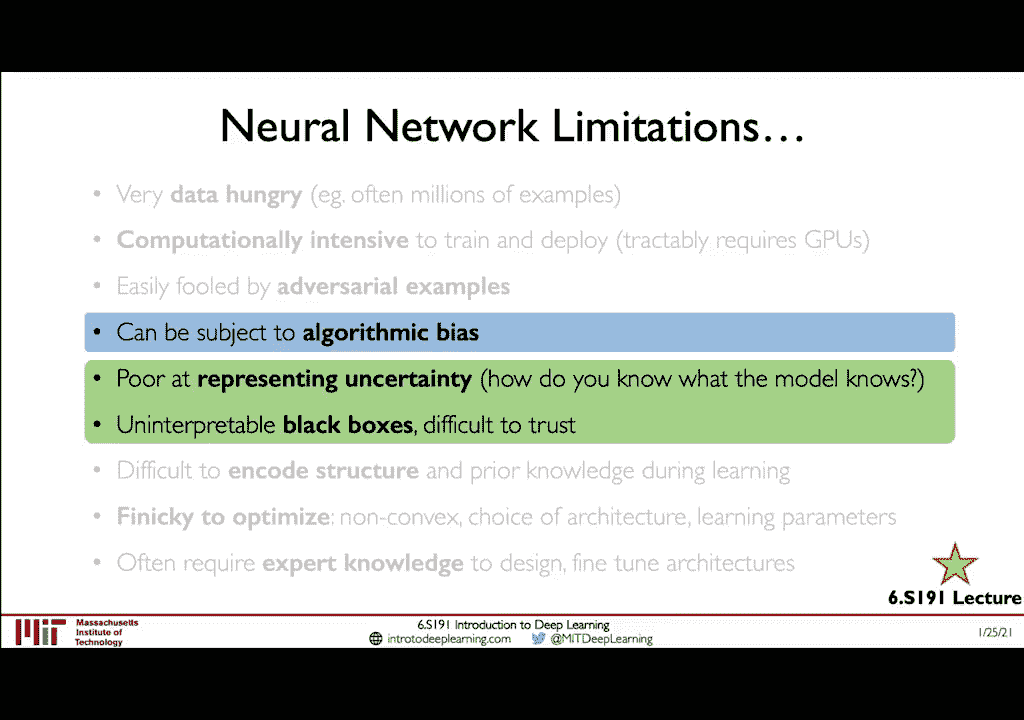 Neural Network Limitations...
• Very data hungry (eg. often millions of examples)
• Computationally intensive to train and deploy (tractably requires GPUs)
• Easily fooled by adversarial examples
• Can be subject to algorithmic bias
• Poor at representing uncertainty (how do you know what the model knows?)
• Uninterpretable black boxes, difficult to trust
• Difficult to encode structure and prior knowledge during learning
• Finicky to optimize: non-convex, choice of architecture, learning parameters
• Often require expert knowledge to design, fine tune architectures
6.S191 Lecture
Massachusetts
Institute of
Technology
6.S191 Introduction to Deep Learning
introtodeeplearning.com @MITDeepLearning
1/25/21